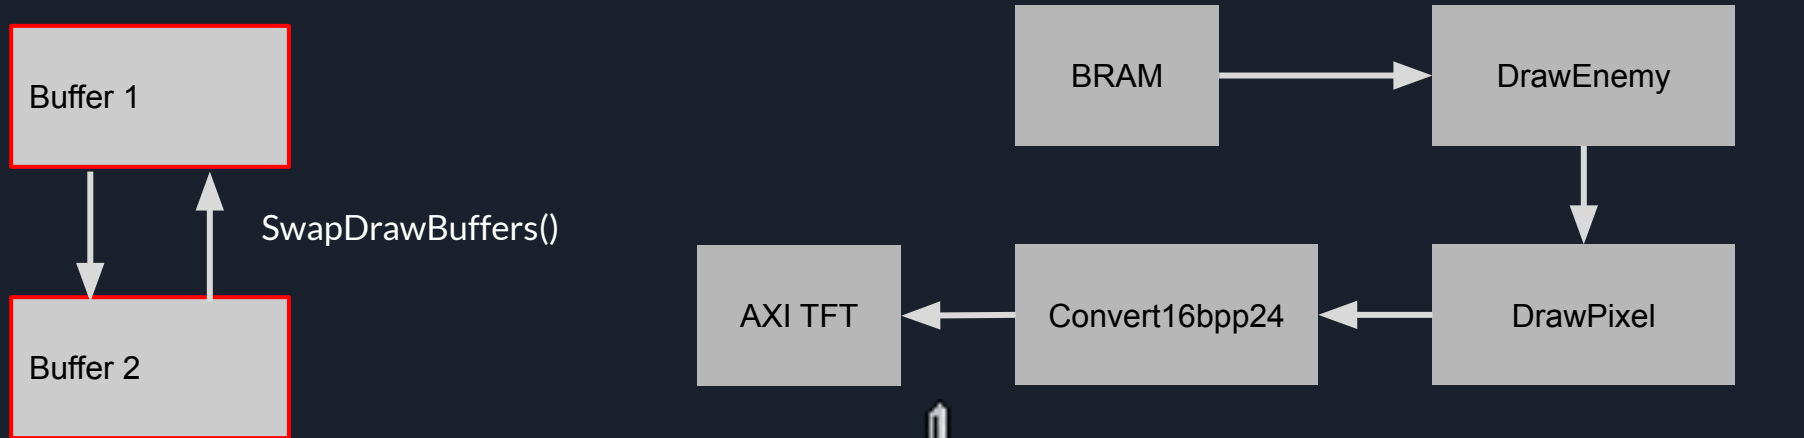 Buffer 1
SwapDrawBuffers()
Buffer 2
BRAM
DrawEnemy
DrawPixel
Convert16bpp24
AXI TFT